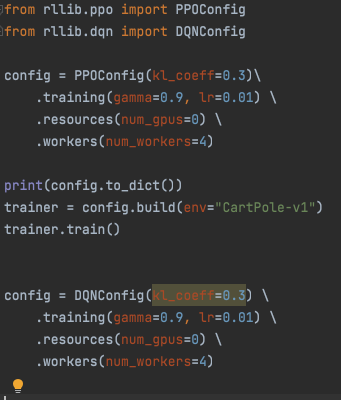 from rllib.ppo import PPOConfig
from rllib.dqn import DQNConfig
config = PPOConfig(kl_coeff=0.3)\
.training(gamma=0.9, lr=0.01) \
.resources(num_gpus=0) \
.workers(num_workers=4)
print(config.to_dict())
trainer = config.build(env="CartPole-v1")
trainer.train()
config = DQNConfig(kl_coeff=0.3) \
.training(gamma=0.9, lr=0.01) \
.resources(num_gpus=0) \
.workers(num_workers=4)